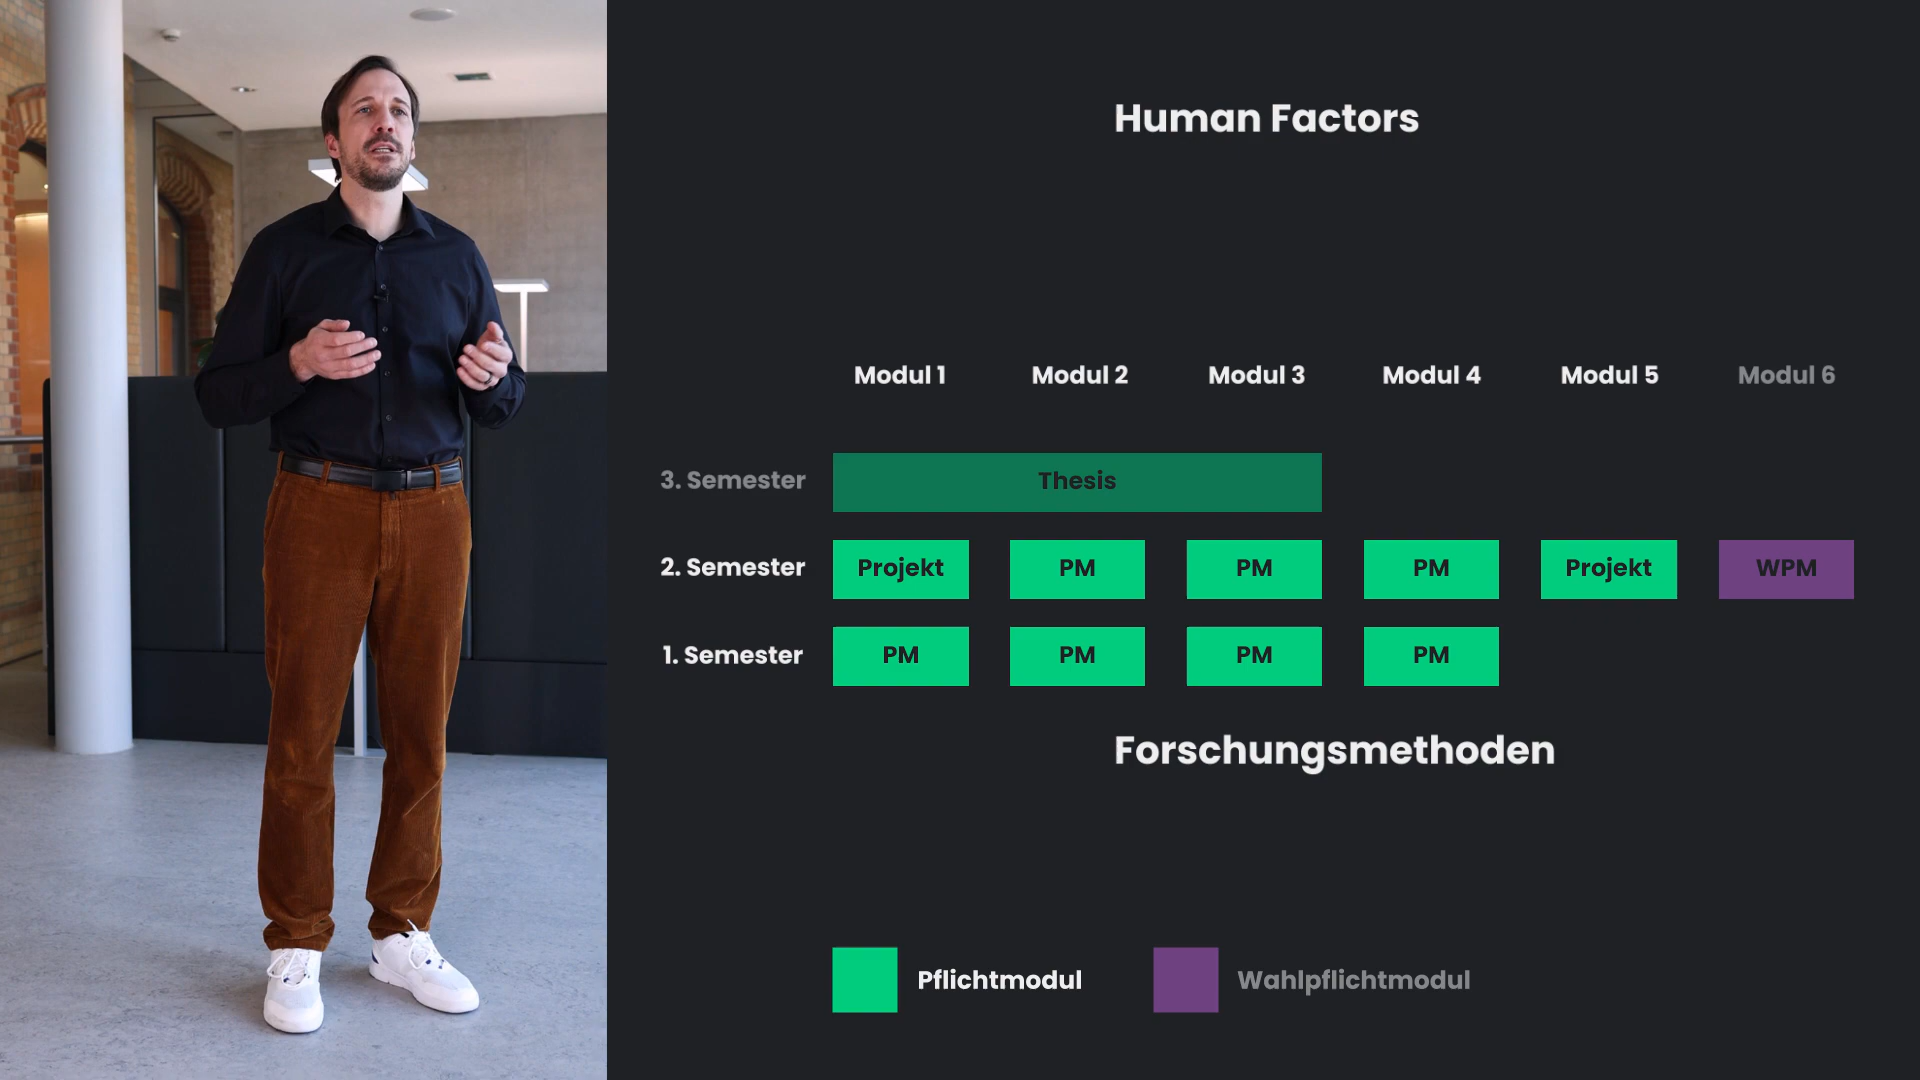 Human Factors
Modul 1 Modul 2 Modul 3 Modul 4 Modul 5 Modul 6
3. Semester Thesis
2. Semester Projekt PM PM PM Projekt WPM
1. Semester PM PM PM PM
Forschungsmethoden
Pflichtmodul Wahlpflichtmodul